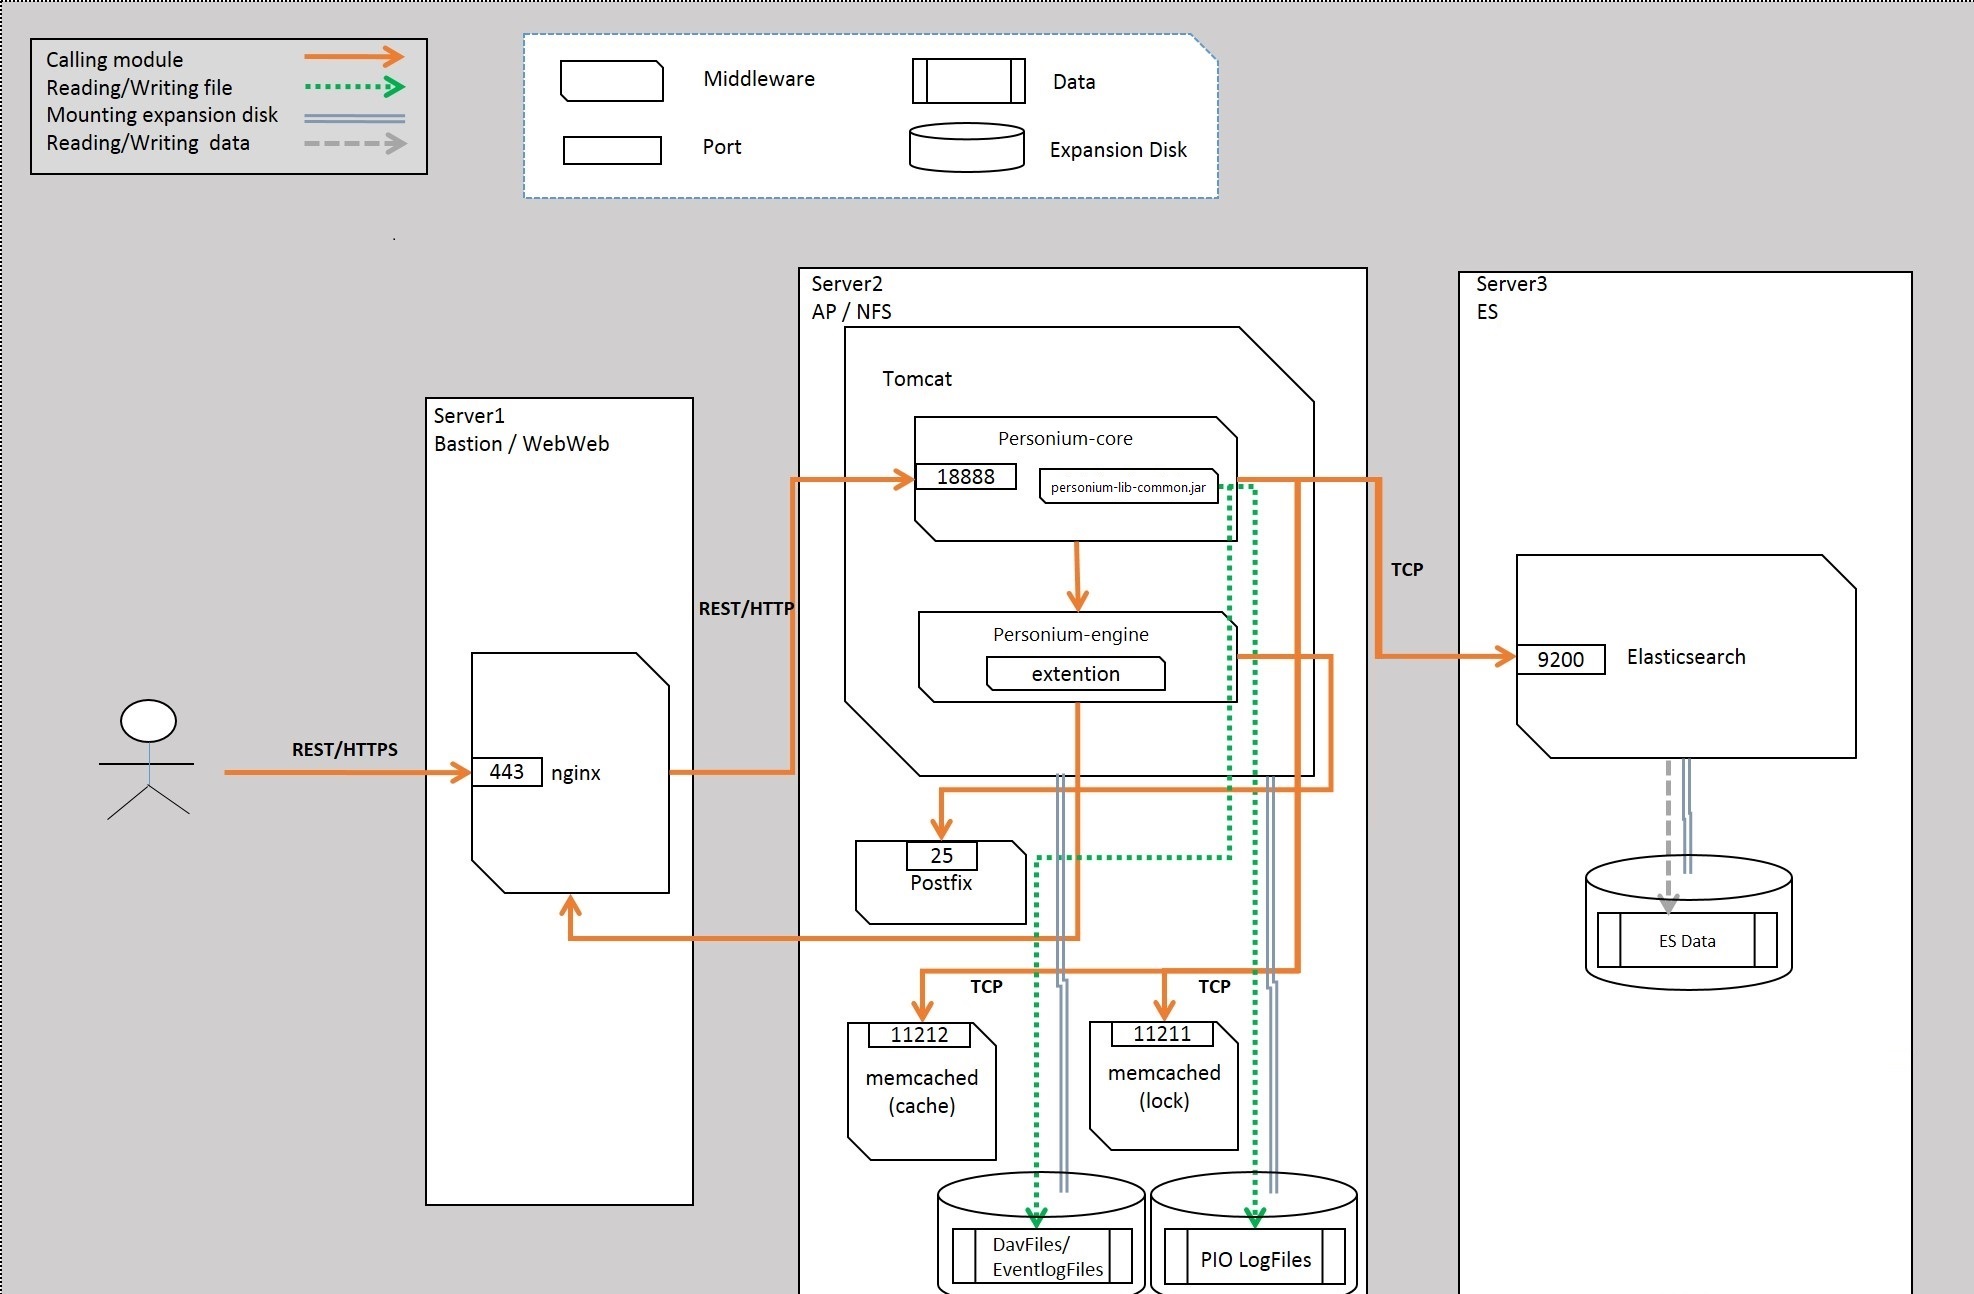 Calling module
Reading/Writing file
Mounting expansion disk
Reading/Writing  data
Middleware
Data
Port
Expansion Disk
Server1
Bastion / WebWeb
REST/HTTPS
443
nginx
REST/HTTP
Server2
AP / NFS
Tomcat
Personium-core
18888
personium-lib-common.jar
Personium-engine
extention
25
Postfix
TCP
TCP
11212
memcached
(cache)
11211
memcached
(lock)
DavFiles/
EventlogFiles
PIO LogFiles
TCP
Server3
ES
9200
Elasticsearch
ES Data